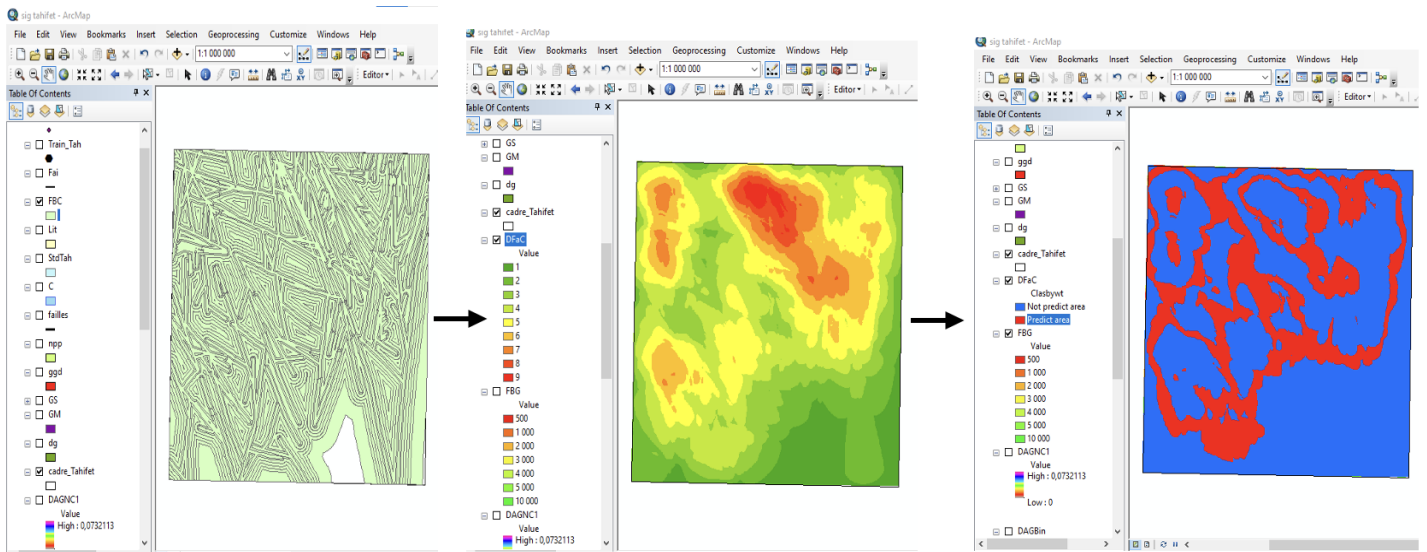 sig tahifet - ArcMap
File Edit View Bookmarks Insert Selection Geoprocessing Customize Windows Help
1:1 000 000
Editor
Table Of Contents
Train_Tah
Fai
FBC
Lit
StdTah
C
failles
npp
ggd
GS
GM
dg
cadre_Tahifet
DAGNC1
Value
High : 0,0732113
sig tahifet - ArcMap
File Edit View Bookmarks Insert Selection Geoprocessing Customize Windows Help
1:1 000 000
Editor
Table Of Contents
GS
GM
dg
cadre_Tahifet
DFaC
Value
1
2
3
4
5
6
7
8
9
FBG
Value
500
1 000
2 000
3 000
4 000
5 000
10 000
DAGNC1
Value
High : 0,0732113
sig tahifet - ArcMap
File Edit View Bookmarks Insert Selection Geoprocessing Customize Windows Help
1:1 000 000
Editor
Table Of Contents
ggd
GS
GM
dg
cadre_Tahifet
DFaC
Clasbywt
Not predict area
Predict area
FBG
Value
500
1 000
2 000
3 000
4 000
5 000
10 000
DAGNC1
Value
High : 0,0732113
Low : 0
DAGBin